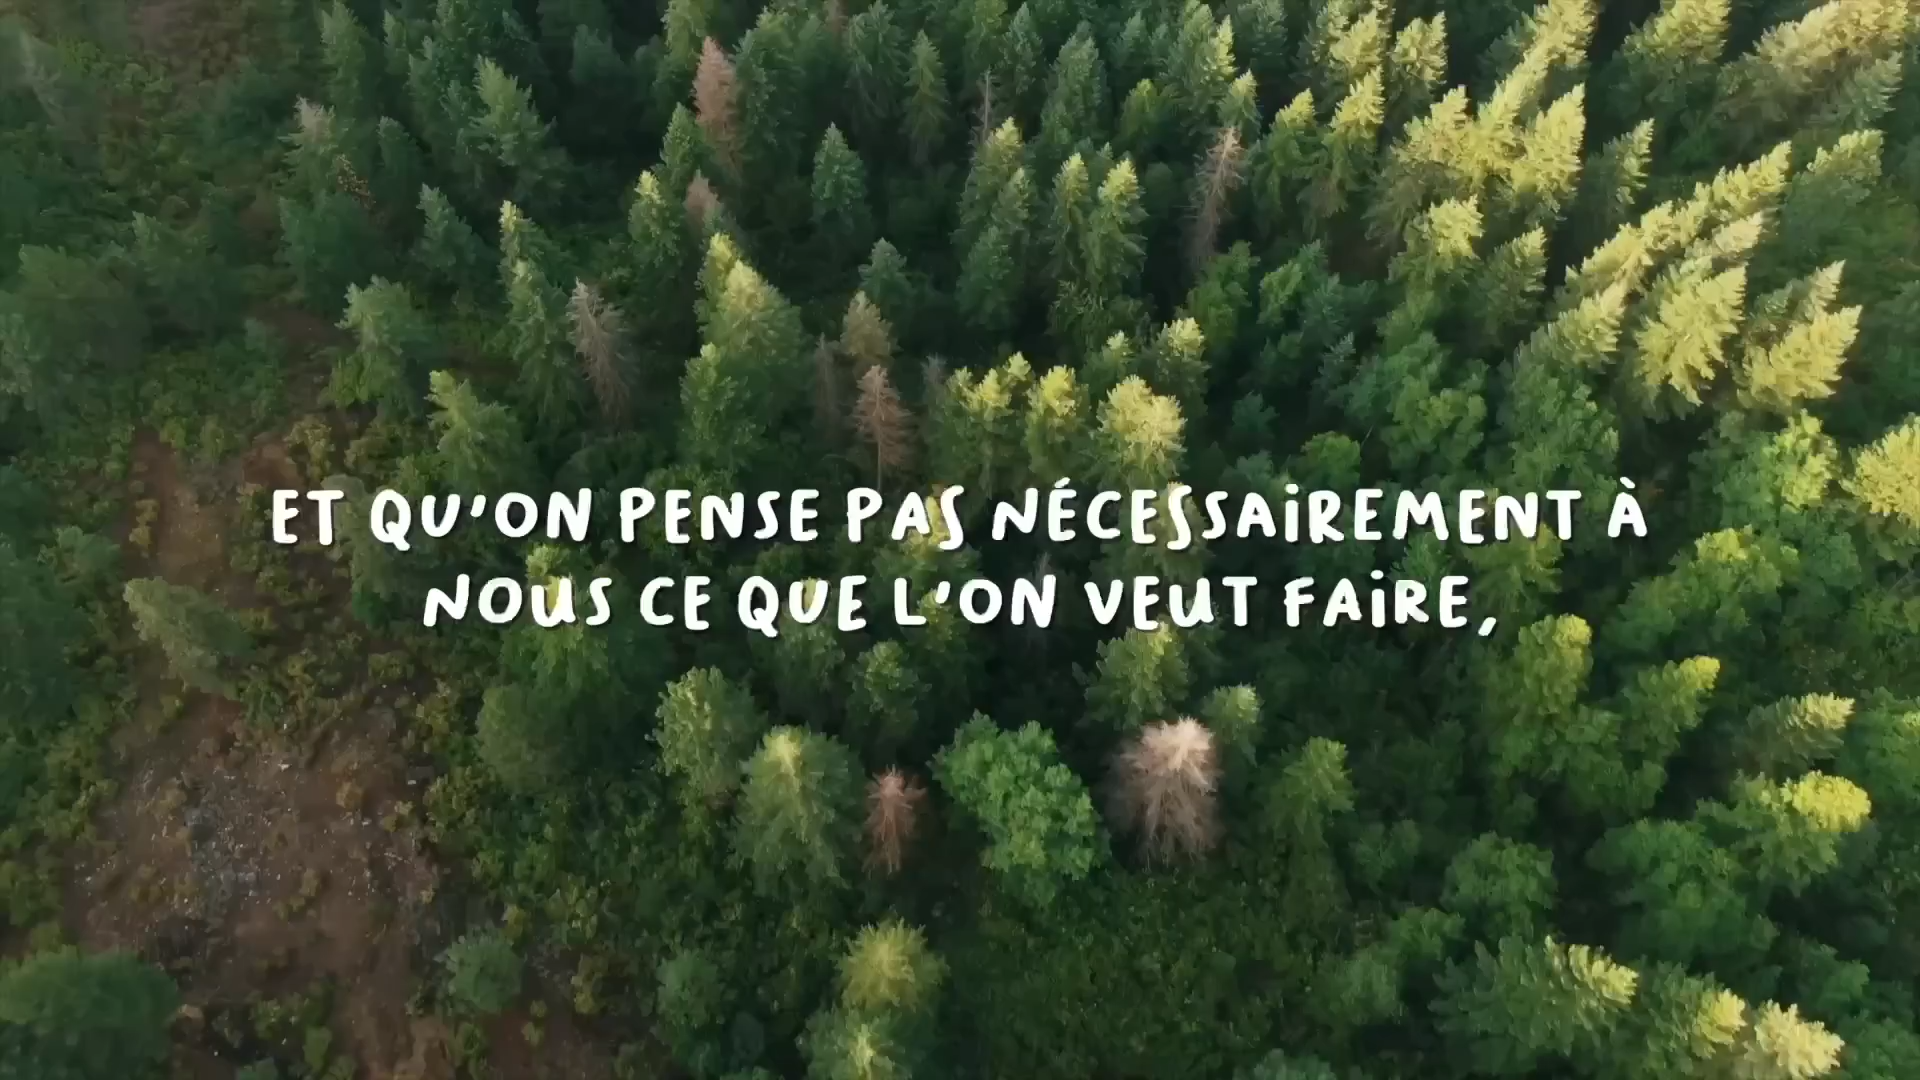 ET QU'ON PENSE PAS NÉCESSAIREMENT À
NOUS CE QUE L'ON VEUT FAIRE,